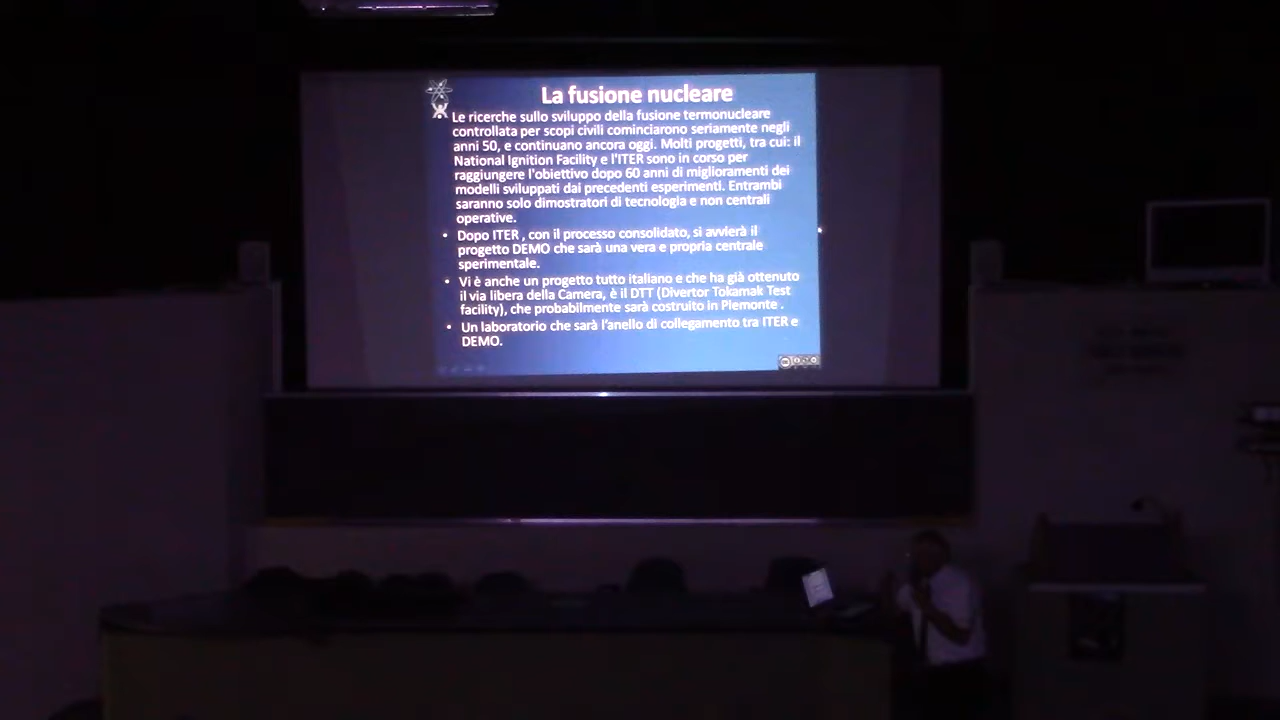 La fusione nucleare
Le ricerche sullo sviluppo della fusione termonucleare
controllata per scopi civili cominciarono seriamente negli
anni 50, e continuano ancora oggi. Molti progetti, tra cui: il
National Ignition Facility e l'ITER sono in corso per
raggiungere l'obiettivo dopo 60 anni di miglioramenti dei
modelli sviluppati dai precedenti esperimenti. Entrambi
saranno solo dimostratori di tecnologia e non centrali
operative.
• Dopo ITER , con il processo consolidato, si avvierà il
progetto DEMO che sarà una vera e propria centrale
sperimentale.
• Vi è anche un progetto tutto italiano e che ha già ottenuto
il via libera della Camera, è il DTT (Divertor Tokamak Test
facility), che probabilmente sarà costruito in Piemonte .
• Un laboratorio che sarà l'anello di collegamento tra ITER e
DEMO.